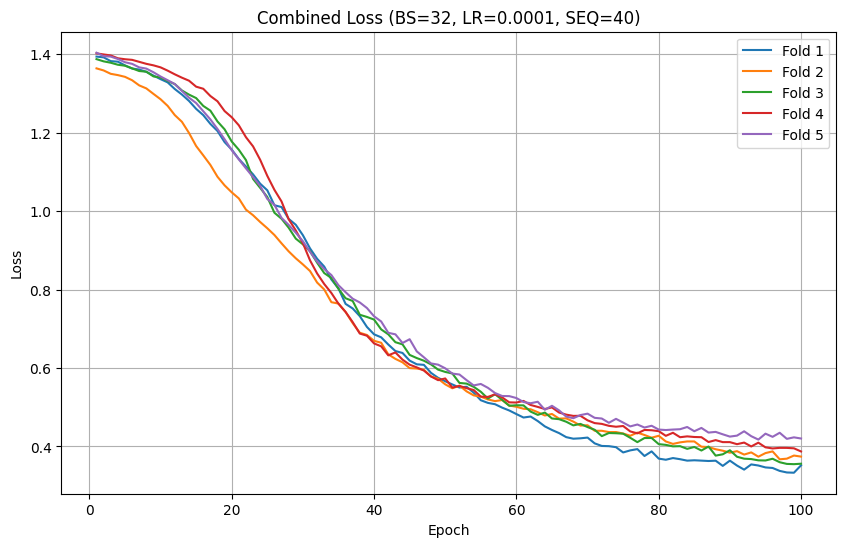 Combined Loss (BS=32, LR=0.0001, SEQ=40)
Fold 1
Fold 2
Fold 3
Fold 4
Fold 5
Loss
1.4
1.2
1.0
0.8
0.6
0.4
0
20
40
60
80
100
Epoch